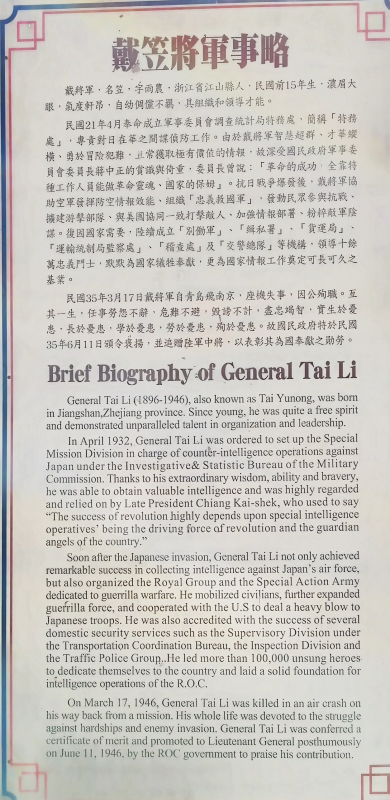 戴笠將軍事略
戴將軍,名笠,字雨農,浙江省江山縣人,民國前15年生,濃眉大
眼,氣度軒昂,自幼倜儻不羈,具組織和領導才能。
民國21年4月奉命成立軍事委員會調查統計局特務處,簡稱「特務
處」,專責對日在華之間諜偵防工作。由於戴將軍智慧超群、才華縱
橫,勇於冒險犯難,且常獲取極有價值的情報,故深受國民政府軍事委
員會委員長蔣中正的賞識與倚重,委員長曾說:「革命的成功,全靠特
種工作人員能做革命靈魂、國家的保姆」。抗日戰爭爆發後,戴將軍協
助空軍發揮防空情報效能、組織「忠義救國軍」,發動民眾參與抗戰、
擴建游擊部隊、與美國協同一致打擊敵人、加強情報部署、粉粹敵軍陰
謀。復因國家需要,陸續成立「別働軍」、「緝私署」、「貨運局」、
「運輸統制局監察處」、「稽查處」及「交警總隊」等機構,領導十餘
萬忠義鬥士,默默為國家犧牲奉獻,更為國家情報工作奠定可長可久之
基業。
民國35年3月17日戴將軍自青島飛南京,座機失事,因公殉職。互
其一生,任事勞怨不辭,危難不避,毀謗不計,盡忠竭智,實生於憂
患,長於憂患,學於憂患,勞於憂患,殉於憂患。故國民政府特於民國
35年6月11日頒令褒揚,並追贈陸軍中將,以表彰其為國奉獻之勛勞。
Brief Biography of General Tai Li
General Tai Li (1896-1946), also known as Tai Yunong, was born
in Jiangshan,Zhejiang province. Since young, he was quite a free spirit
and demonstrated unparalleled talent in organization and leadership.
In April 1932, General Tai Li was ordered to set up the Special
Mission Division in charge of counter-intelligence operations against
Japan under the Investigative& Statistic Bureau of the Military
Commission. Thanks to his extraordinary wisdom, ability and bravery,
he was able to obtain valuable intelligence and was highly regarded
and relied on by Late President Chiang Kai-shek, who used to say
“The success of revolution highly depends upon special intelligence
operatives’ being the driving force of revolution and the guardian
angels of the country.”
Soon after the Japanese invasion, General Tai Li not only achieved
remarkable success in collecting intelligence against Japan’s air force,
but also organized the Royal Group and the Special Action Army
dedicated to guerrilla warfare. He mobilized civilians, further expanded
guerrilla force, and cooperated with the U.S to deal a heavy blow to
Japanese troops. He was also accredited with the success of several
domestic security services such as the Supervisory Division under
the Transportation Coordination Bureau, the Inspection Division and
the Traffic Police Group.He led more than 100,000 unsung heroes
to dedicate themselves to the country and laid a solid foundation for
intelligence operations of the R.O.C.
On March 17, 1946, General Tai Li was killed in an air crash on
his way back from a mission. His whole life was devoted to the struggle
against hardships and enemy invasion. General Tai Li was conferred a
certificate of merit and promoted to Lieutenant General posthumously
on June 11, 1946, by the ROC government to praise his contribution.